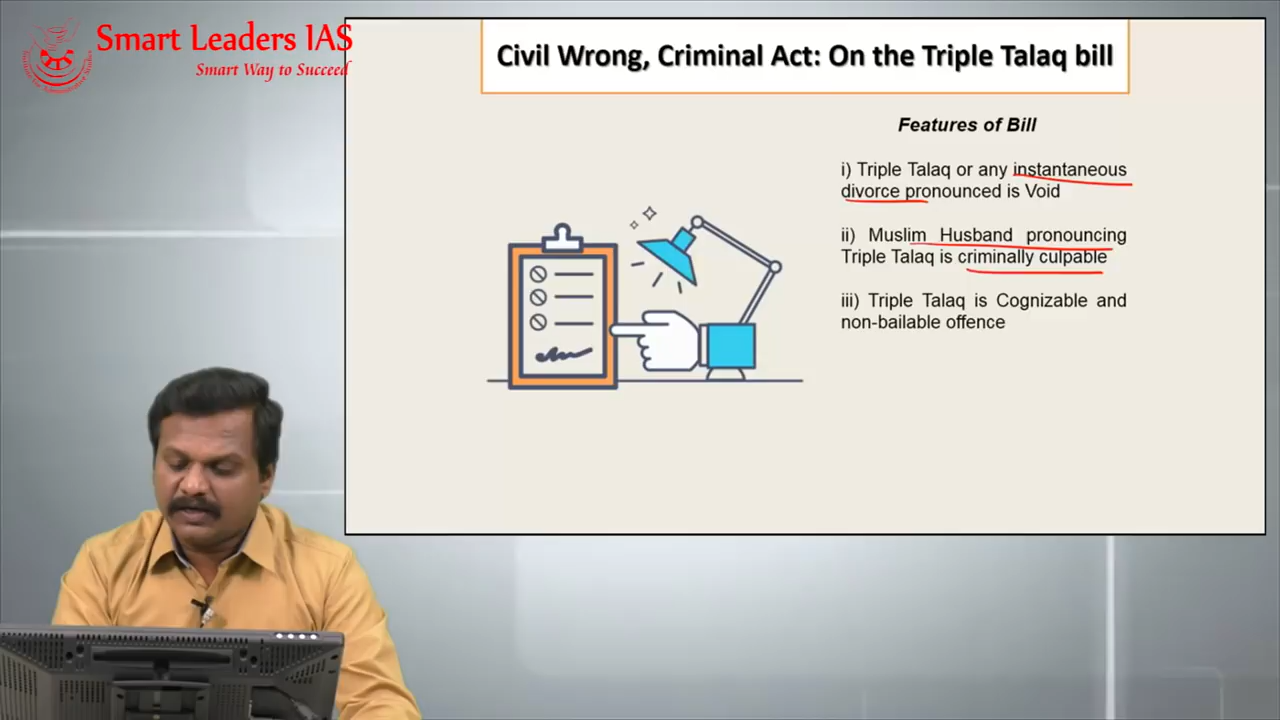 Smart Leaders IAS
Smart Way to Succeed
Civil Wrong, Criminal Act: On the Triple Talaq bill
Features of Bill
i) Triple Talaq or any instantaneous
divorce pronounced is Void
ii) Muslim Husband pronouncing
Triple Talaq is criminally culpable
iii) Triple Talaq is Cognizable and
non-bailable offence